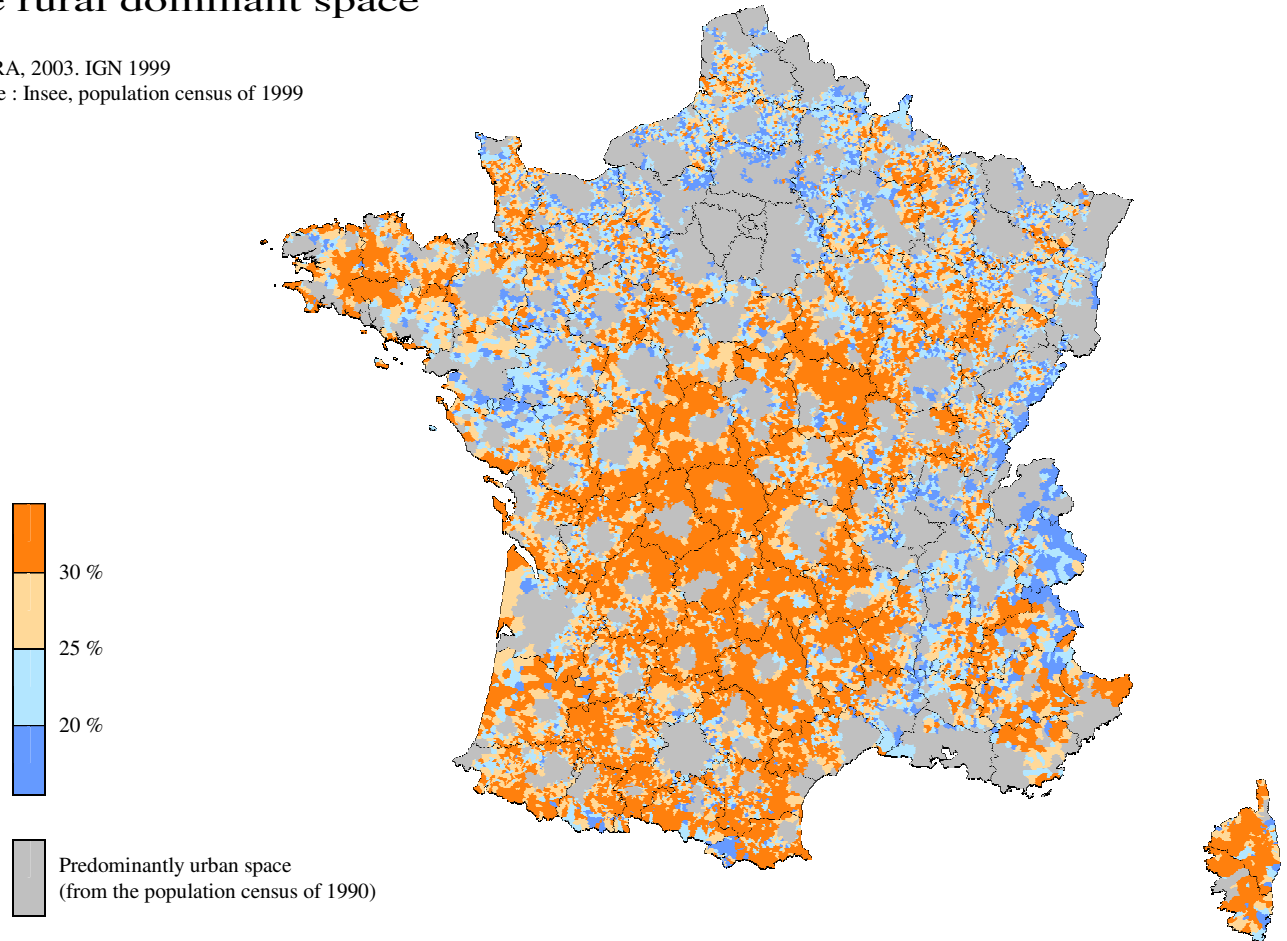 rural dominant space
RA, 2003. IGN 1999
e : Insee, population census of 1999
30 %
25 %
20 %
Predominantly urban space
(from the population census of 1990)